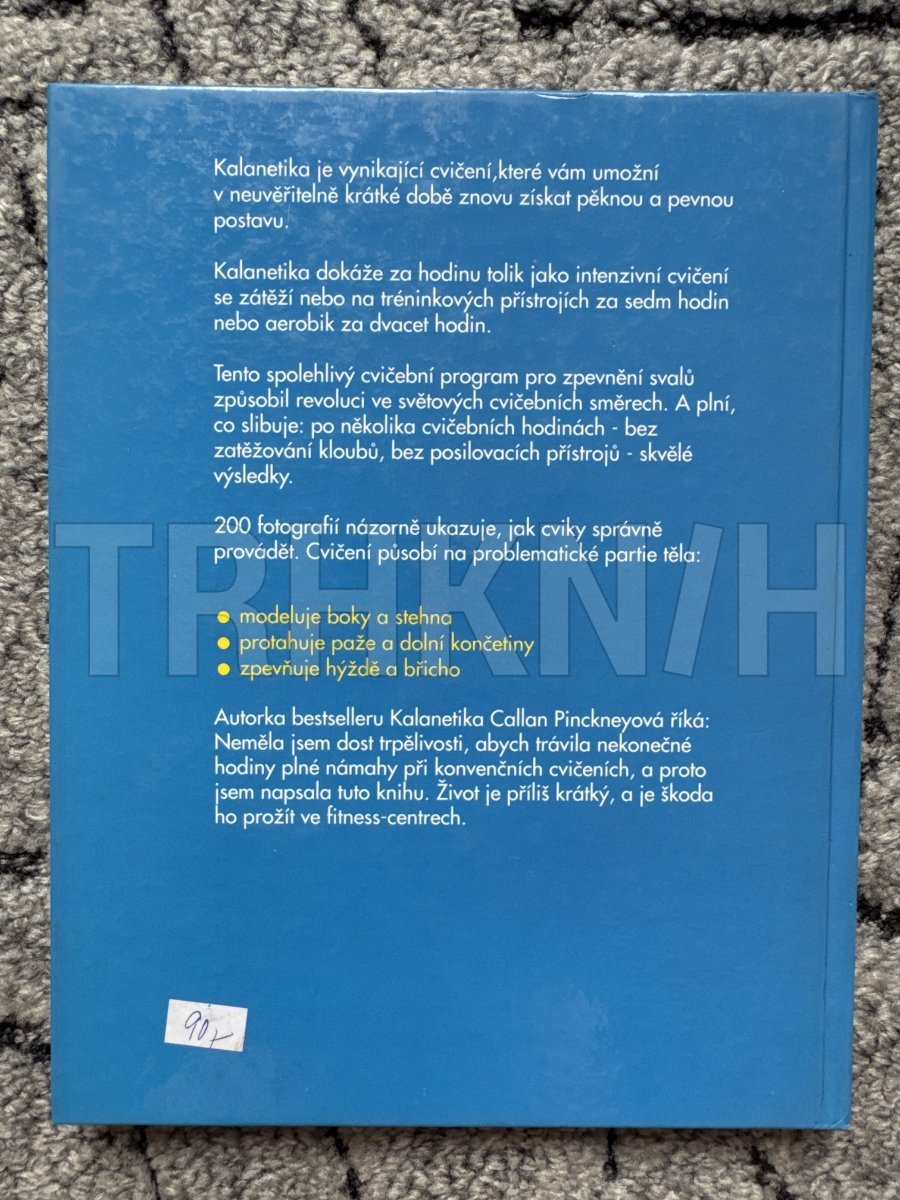 Kalanetika je vynikající cvičení,které vám umožní
v neuvěřitelně krátké době znovu získat pěknou a pevnou
postavu.
Kalanetika dokáže za hodinu tolik jako intenzivní cvičení
se zátěží nebo na tréninkových přístrojích za sedm hodin
nebo aerobik za dvacet hodin.
Tento spolehlivý cvičební program pro zpevnění svalů
způsobil revoluci ve světových cvičebních směrech. A plní,
co slibuje: po několika cvičebních hodinách - bez
zatěžování kloubů, bez posilovacích přístrojů - skvělé
výsledky.
200 fotografií názorně ukazuje, jak cviky správně
provádět. Cvičení působí na problematické partie těla:
TRHKNIH
● modeluje boky a stehna
● protahuje paže a dolní končetiny
● zpevňuje hýždě a břicho
Autorka bestselleru Kalanetika Callan Pinckneyová říká:
Neměla jsem dost trpělivosti, abych trávila nekonečné
hodiny plné námahy při konvenčních cvičeních, a proto
jsem napsala tuto knihu. Život je příliš krátký, a je škoda
ho prožít ve fitness-centrech.
90,-